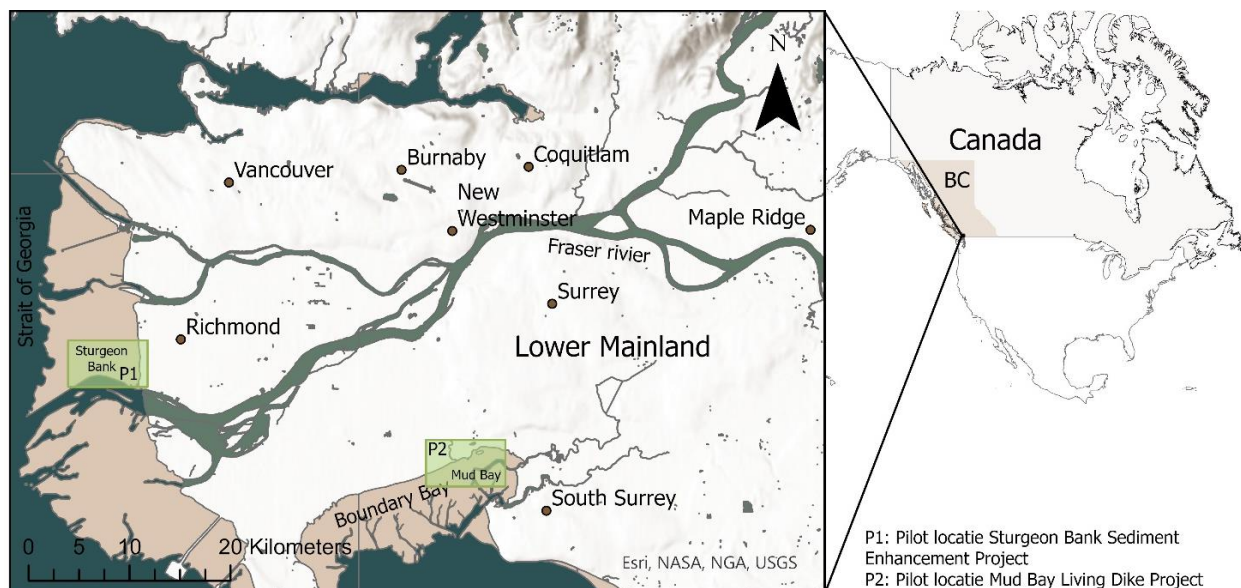 N
Canada
BC
Vancouver
Burnaby
Coquitlam
New
Westminster
Maple Ridge
Fraser rivier
Strait of Georgia
Surrey
Richmond
Lower Mainland
Sturgeon
Bank
P1
P2
Mud Bay
Boundary Bay
South Surrey
0 5 10 20 Kilometers
Esri, NASA, NGA, USGS
P1: Pilot locatie Sturgeon Bank Sediment
Enhancement Project
P2: Pilot locatie Mud Bay Living Dike Project